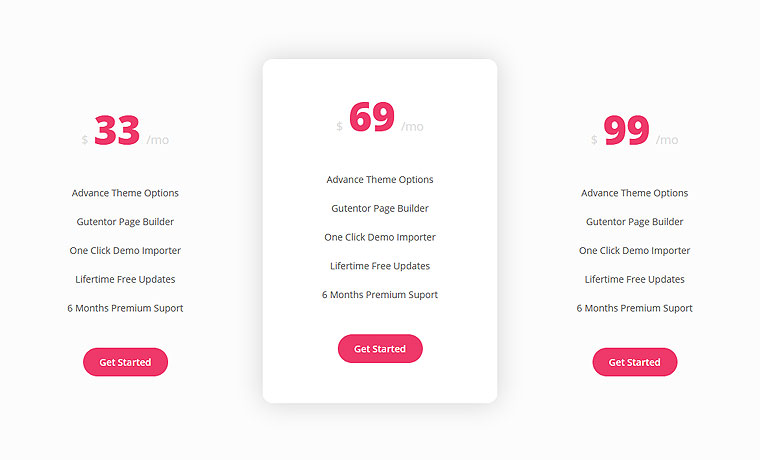 $ 33 /mo
Advance Theme Options
Gutentor Page Builder
One Click Demo Importer
Lifertime Free Updates
6 Months Premium Suport
Get Started
$ 69 /mo
Advance Theme Options
Gutentor Page Builder
One Click Demo Importer
Lifertime Free Updates
6 Months Premium Suport
Get Started
$ 99 /mo
Advance Theme Options
Gutentor Page Builder
One Click Demo Importer
Lifertime Free Updates
6 Months Premium Suport
Get Started